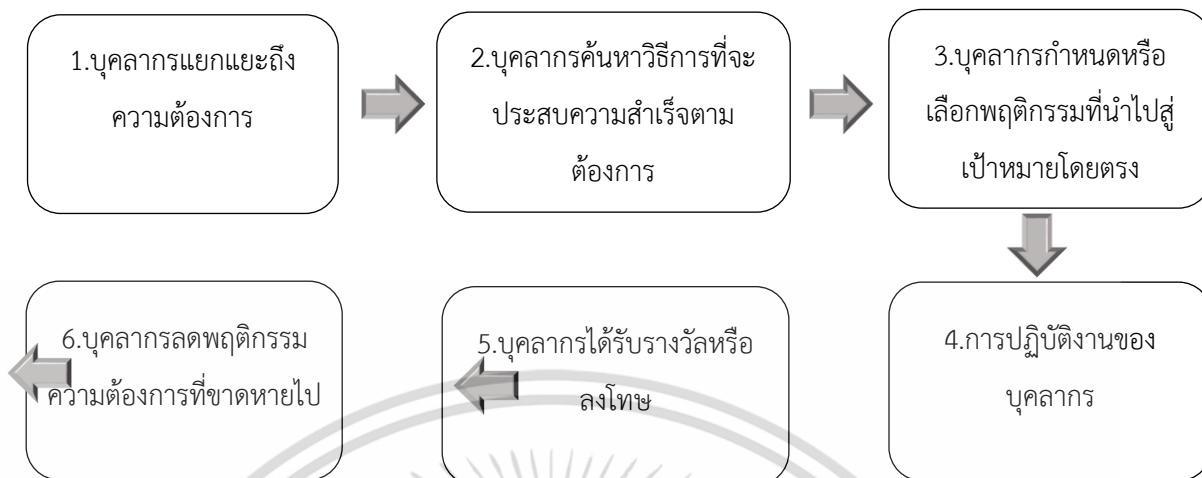 1.บุคลากรแยกแยะถึง
ความต้องการ
2.บุคลากรค้นหาวิธีการที่จะ
ประสบความสำเร็จตาม
ต้องการ
3.บุคลากรกำหนดหรือ
เลือกพฤติกรรมที่นำไปสู่
เป้าหมายโดยตรง
4.การปฏิบัติงานของ
บุคลากร
5.บุคลากรได้รับรางวัลหรือ
ลงโทษ
6.บุคลากรลดพฤติกรรม
ความต้องการที่ขาดหายไป